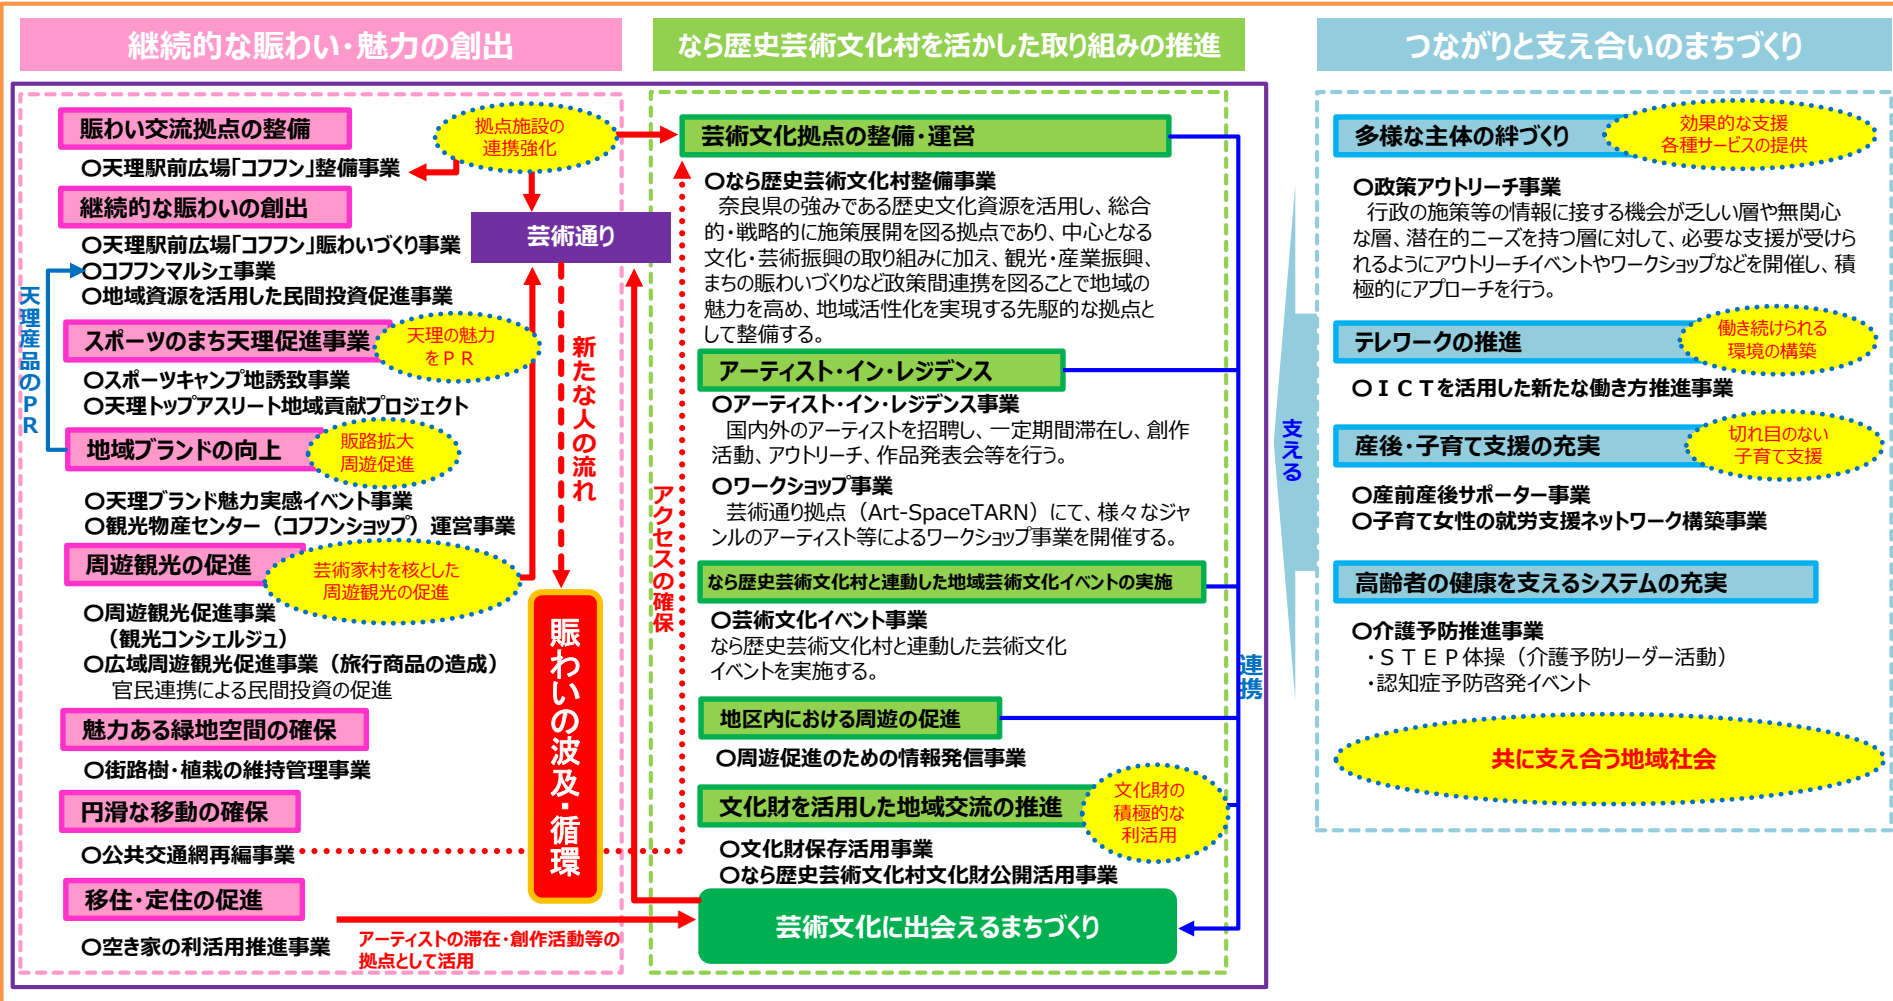 継続的な賑わい・魅力の創出
賑わい交流拠点の整備
拠点施設の
連携強化
〇天理駅前広場「コフフン」整備事業
継続的な賑わいの創出
芸術通り
〇天理駅前広場「コフフン」賑わいづくり事業
〇コフフンマルシェ事業
〇地域資源を活用した民間投資促進事業
天理産品のPR
スポーツのまち天理促進事業
天理の魅力
をPR
〇スポーツキャンプ地誘致事業
〇天理トップアスリート地域貢献プロジェクト
新たな人の流れ
地域ブランドの向上
販路拡大
周遊促進
〇天理ブランド魅力実感イベント事業
〇観光物産センター（コフフンショップ）運営事業
周遊観光の促進
芸術家村を核とした
周遊観光の促進
〇周遊観光促進事業
（観光コンシェルジュ）
〇広域周遊観光促進事業（旅行商品の造成）
官民連携による民間投資の促進
賑わいの波及・循環
魅力ある緑地空間の確保
〇街路樹・植栽の維持管理事業
円滑な移動の確保
〇公共交通網再編事業
移住・定住の促進
〇空き家の利活用推進事業
アーティストの滞在・創作活動等の
拠点として活用
アクセスの確保
なら歴史芸術文化村を活かした取り組みの推進
芸術文化拠点の整備・運営
〇なら歴史芸術文化村整備事業
奈良県の強みである歴史文化資源を活用し、総合
的・戦略的に施策展開を図る拠点であり、中心となる
文化・芸術振興の取り組みに加え、観光・産業振興、
まちの賑わいづくりなど政策間連携を図ることで地域の
魅力を高め、地域活性化を実現する先駆的な拠点と
して整備する。
アーティスト・イン・レジデンス
〇アーティスト・イン・レジデンス事業
国内外のアーティストを招聘し、一定期間滞在し、創作
活動、アウトリーチ、作品発表会等を行う。
〇ワークショップ事業
芸術通り拠点（Art-SpaceTARN）にて、様々なジャ
ンルのアーティスト等によるワークショップ事業を開催する。
なら歴史芸術文化村と連動した地域芸術文化イベントの実施
〇芸術文化イベント事業
なら歴史芸術文化村と連動した芸術文化
イベントを実施する。
地区内における周遊の促進
〇周遊促進のための情報発信事業
文化財を活用した地域交流の推進
文化財の
積極的な
利活用
〇文化財保存活用事業
〇なら歴史芸術文化村文化財公開活用事業
芸術文化に出会えるまちづくり
連携
支える
つながりと支え合いのまちづくり
多様な主体の絆づくり
効果的な支援
各種サービスの提供
〇政策アウトリーチ事業
行政の施策等の情報に接する機会が乏しい層や無関心
な層、潜在的ニーズを持つ層に対して、必要な支援が受けら
れるようにアウトリーチイベントやワークショップなどを開催し、積
極的にアプローチを行う。
テレワークの推進
働き続けられる
環境の構築
〇ＩＣＴを活用した新たな働き方推進事業
産後・子育て支援の充実
切れ目のない
子育て支援
〇産前産後サポーター事業
〇子育て女性の就労支援ネットワーク構築事業
高齢者の健康を支えるシステムの充実
〇介護予防推進事業
・ＳＴＥＰ体操（介護予防リーダー活動）
・認知症予防啓発イベント
共に支え合う地域社会